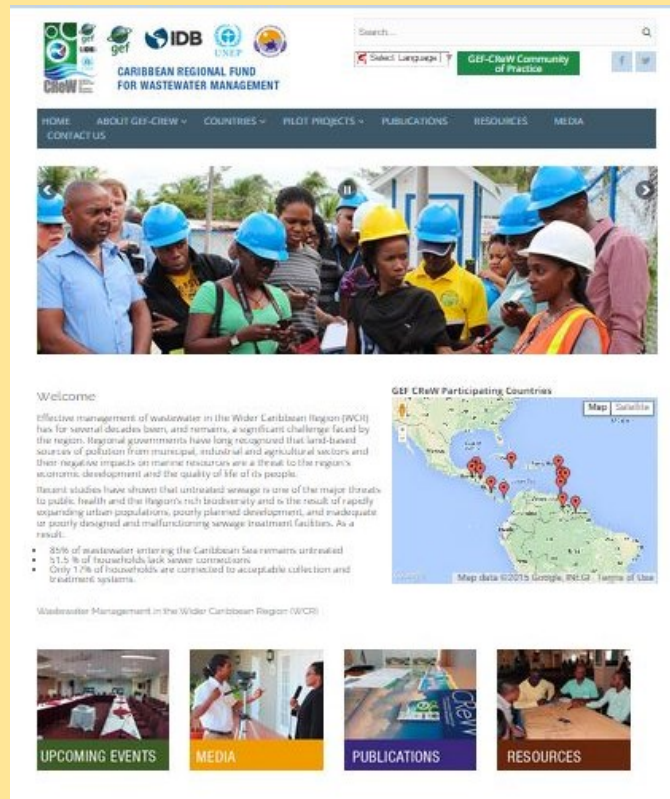 CReW
gef
IDB
UNEP
gef
CARIBBEAN REGIONAL FUND
FOR WASTEWATER MANAGEMENT
Search...
Select Language
GEF-CReW Community
of Practice
HOME ABOUT GEF-CREW COUNTRIES PILOT PROJECTS PUBLICATIONS RESOURCES MEDIA
CONTACT US
Welcome
Effective management of wastewater in the Wider Caribbean Region (WCR)
has for several decades been, and remains, a significant challenge faced by
the region. Regional governments have long recognized that land-based
sources of pollution from municipal, industrial and agricultural sectors and
their negative impacts on marine resources are a threat to the region's
economic development and the quality of life of its people.
Recent studies have shown that untreated sewage is one of the major threats
to public health and the Region's rich biodiversity and is the result of rapidly
expanding urban populations, poorly planned development, and inadequate
or poorly designed and malfunctioning sewage treatment facilities. As a
result:
85% of wastewater entering the Caribbean Sea remains untreated
51.5 % of households lack sewer connections
Only 17% of households are connected to acceptable collection and
treatment systems.
Wastewater Management in the Wider Caribbean Region (WCR)
GEF CReW Participating Countries
Map Satellite
Mexico
Venezuela
Colombia
Brazil
Peru
Bolivia
Map data ©2015 Google, INEGI Terms of Use
UPCOMING EVENTS
MEDIA
PUBLICATIONS
CReW
RESOURCES